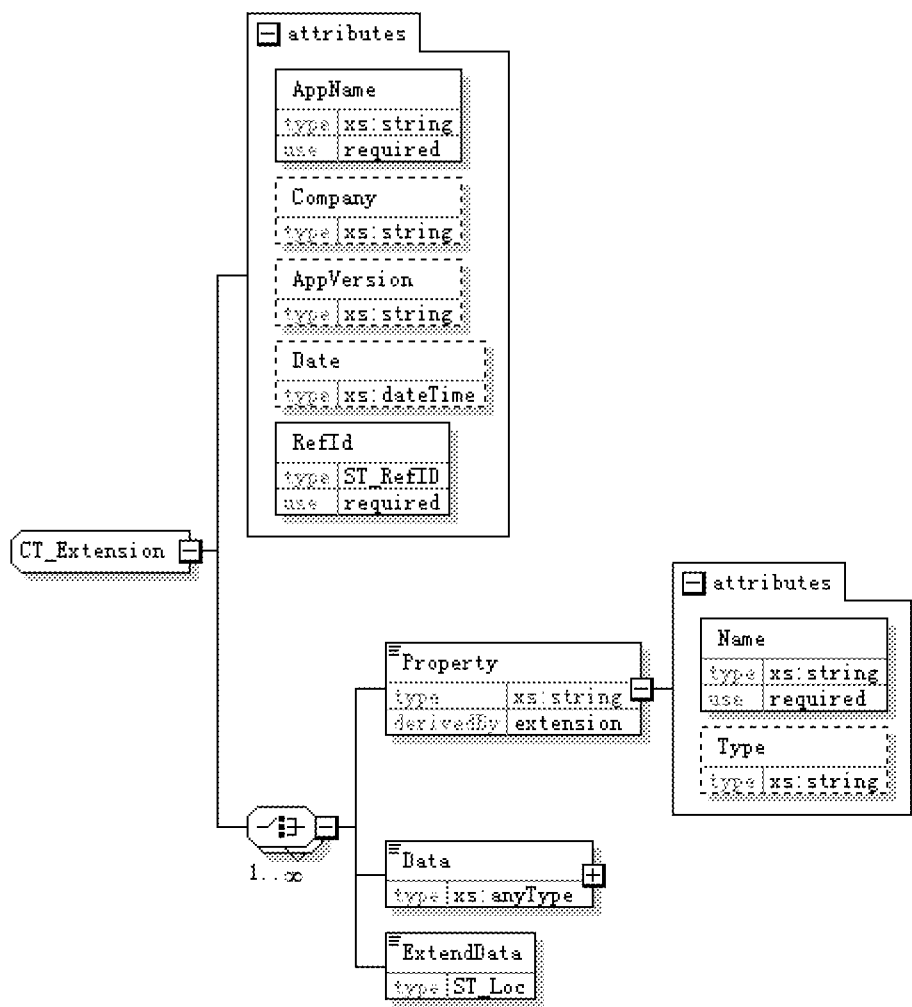 attributes
AppName
type xs:string
use required
Company
type xs:string
AppVersion
type xs:string
Date
type xs:dateTime
RefId
type ST_RefID
use required
CT_Extension
attributes
Name
type xs:string
use required
Type
type xs:string
Property
type xs:string
derivedBy extension
1..∞
Data
type xs:anyType
ExtendData
type ST_Loc